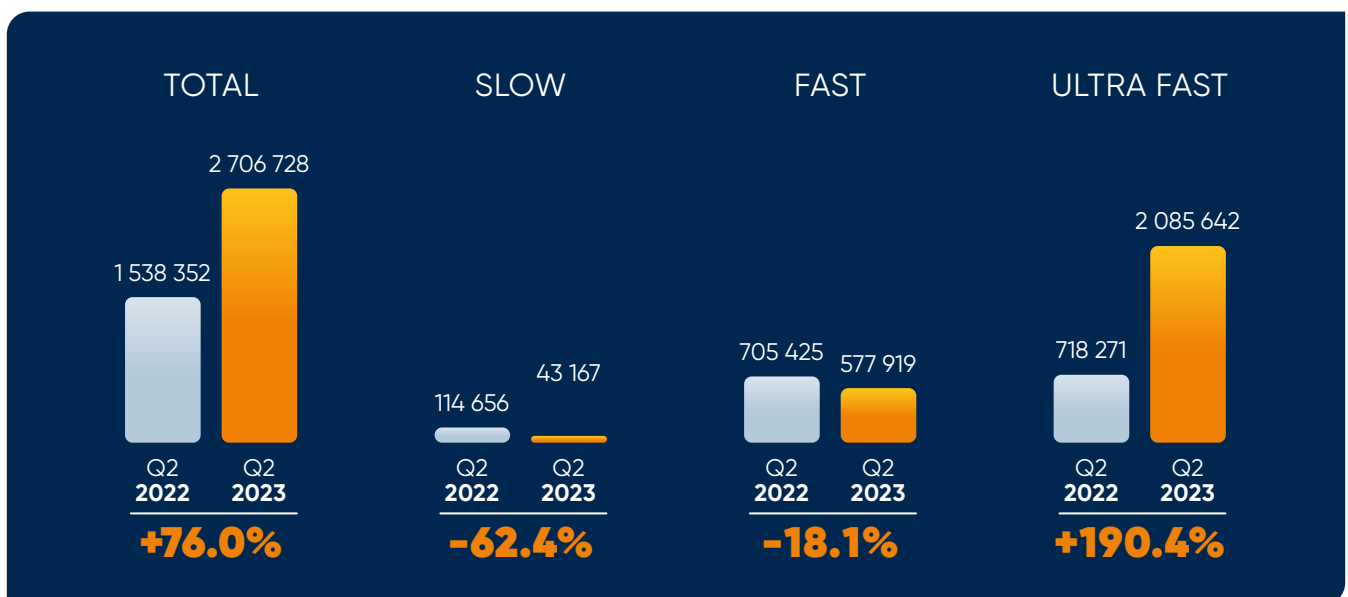 TOTAL
2 706 728
1 538 352
Q2 Q2
2022 2023
+76.0%
SLOW
43 167
114 656
Q2 Q2
2022 2023
-62.4%
FAST
705 425
577 919
Q2 Q2
2022 2023
-18.1%
ULTRA FAST
2 085 642
718 271
Q2 Q2
2022 2023
+190.4%